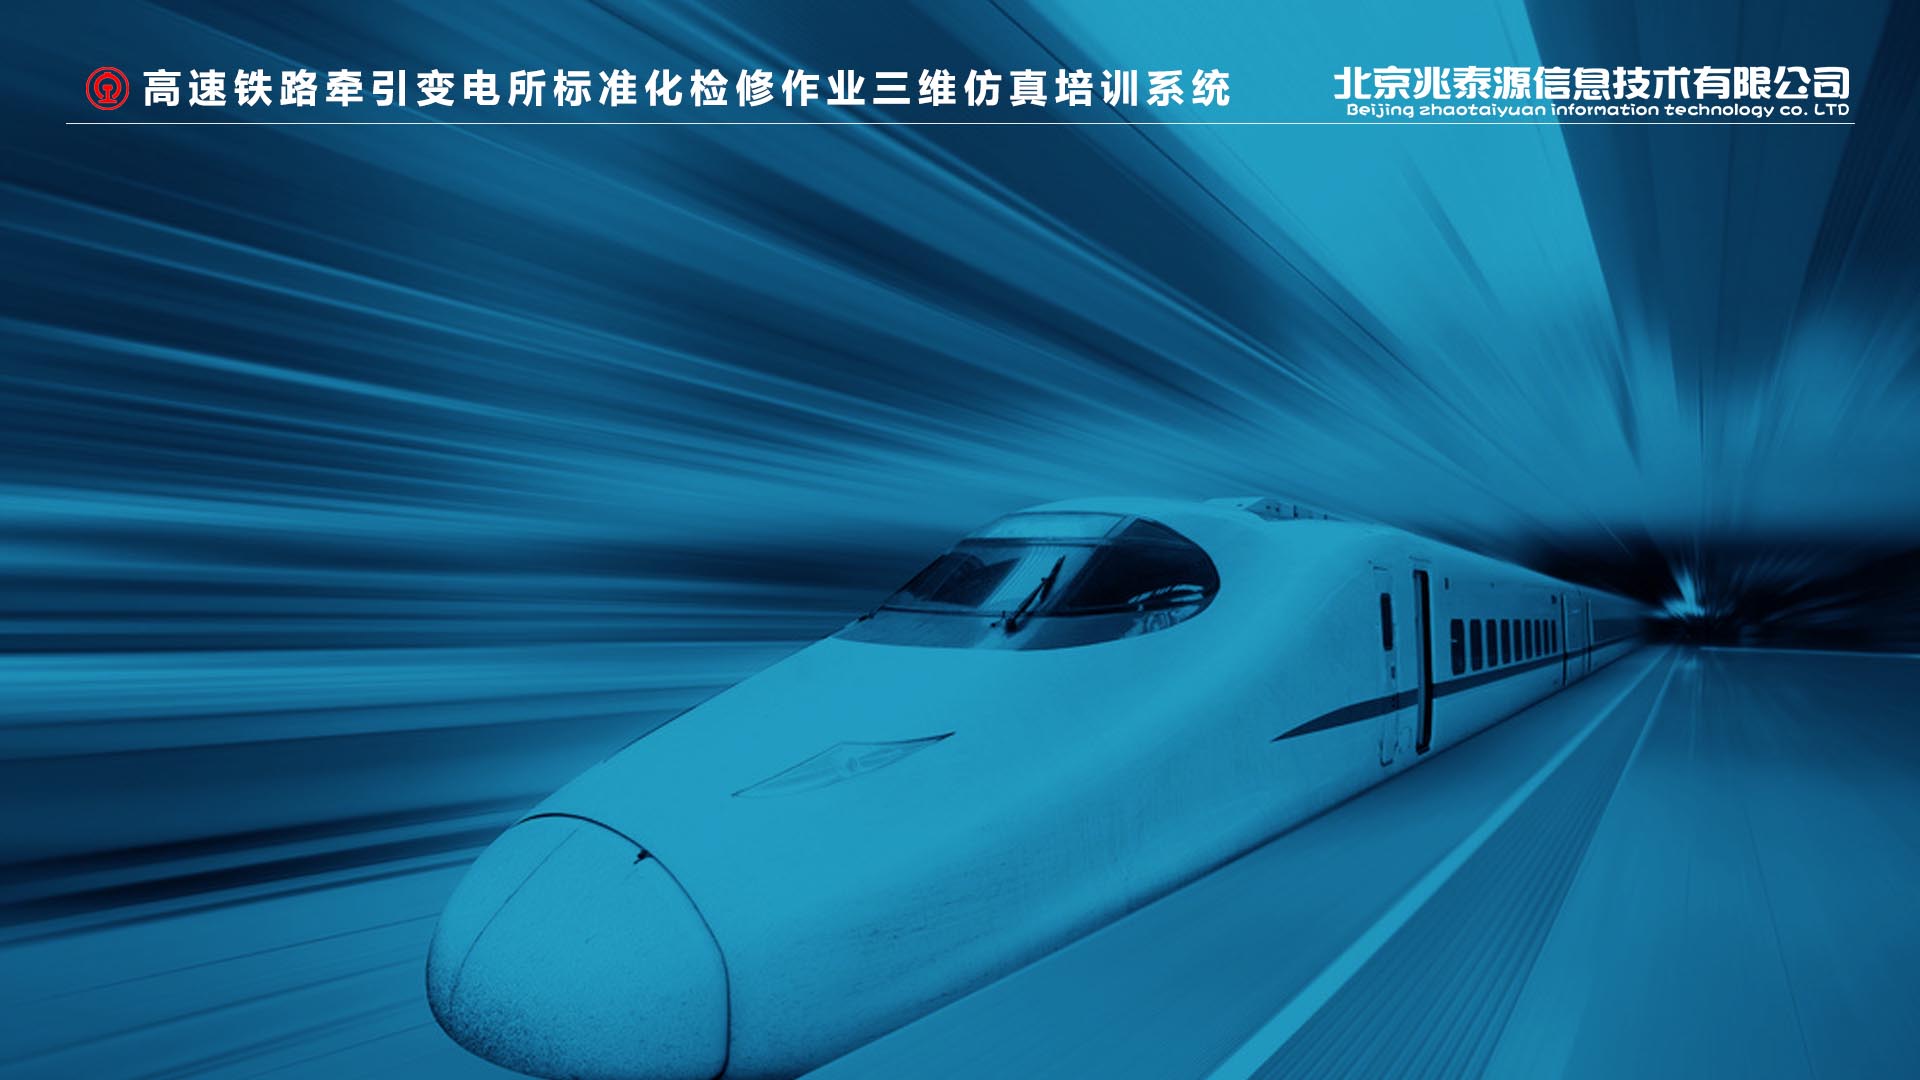 高速铁路牵引变电所标准化检修作业三维仿真培训系统
北京兆泰源信息技术有限公司
Beijing zhaotaiyuan information technology co. LTD